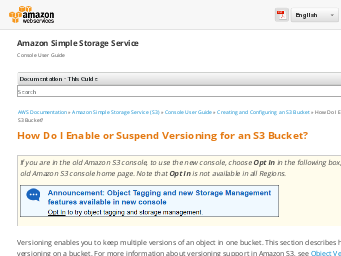 amazon
webservices
English
Amazon Simple Storage Service
Console User Guide
Documentation - This Guide
Search
AWS Documentation » Amazon Simple Storage Service (S3) » Console User Guide » Creating and Configuring an S3 Bucket » How Do I E
S3 Bucket?
How Do I Enable or Suspend Versioning for an S3 Bucket?
If you are in the old Amazon S3 console, to use the new console, choose Opt In in the following box,
old Amazon S3 console home page. Note that Opt In is not available in all Regions.
Announcement: Object Tagging and new Storage Management
features available in new console
Opt In to try object tagging and storage management.
Versioning enables you to keep multiple versions of an object in one bucket. This section describes h
versioning on a bucket. For more information about versioning support in Amazon S3, see Object Ve